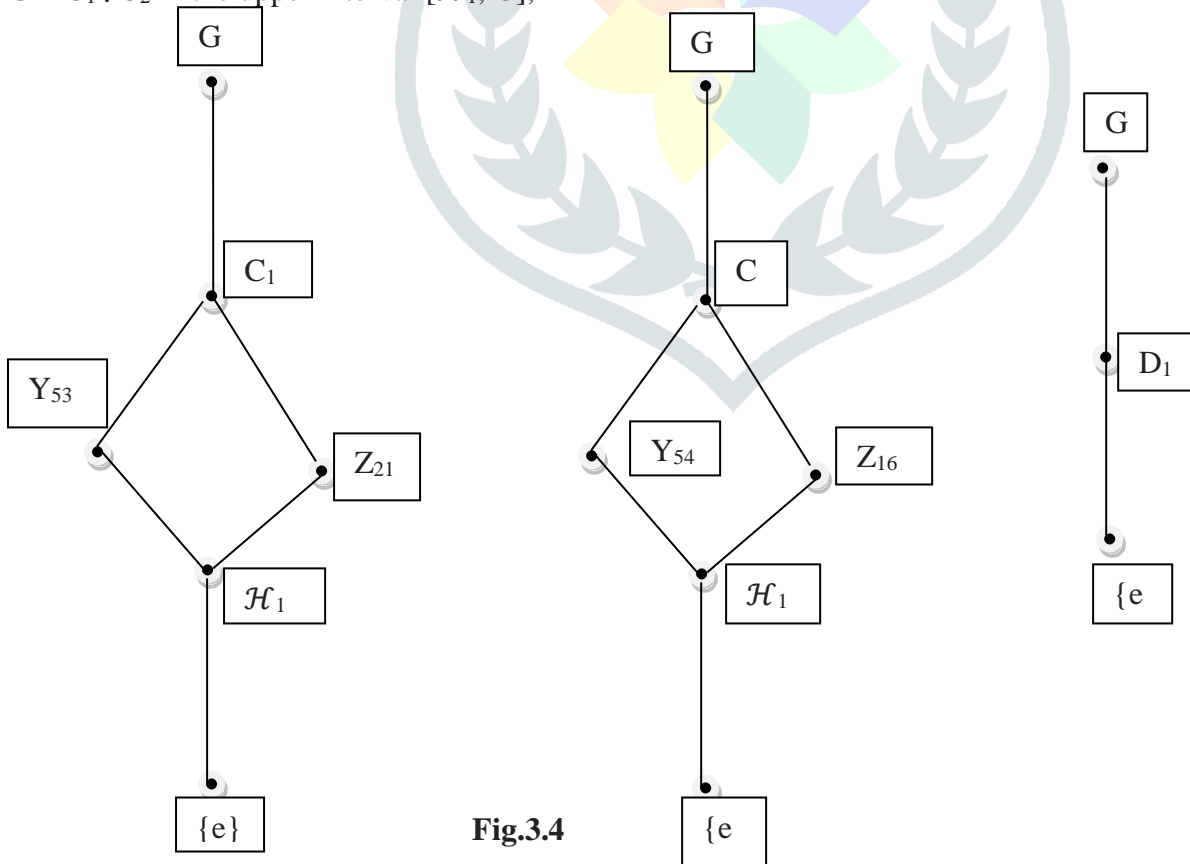 G
G
G
C₁
C
D₁
Y₅₃
Y₅₄
Z₁₆
Z₂₁
ℋ₁
ℋ₁
{e
{e}
{e
Fig.3.4